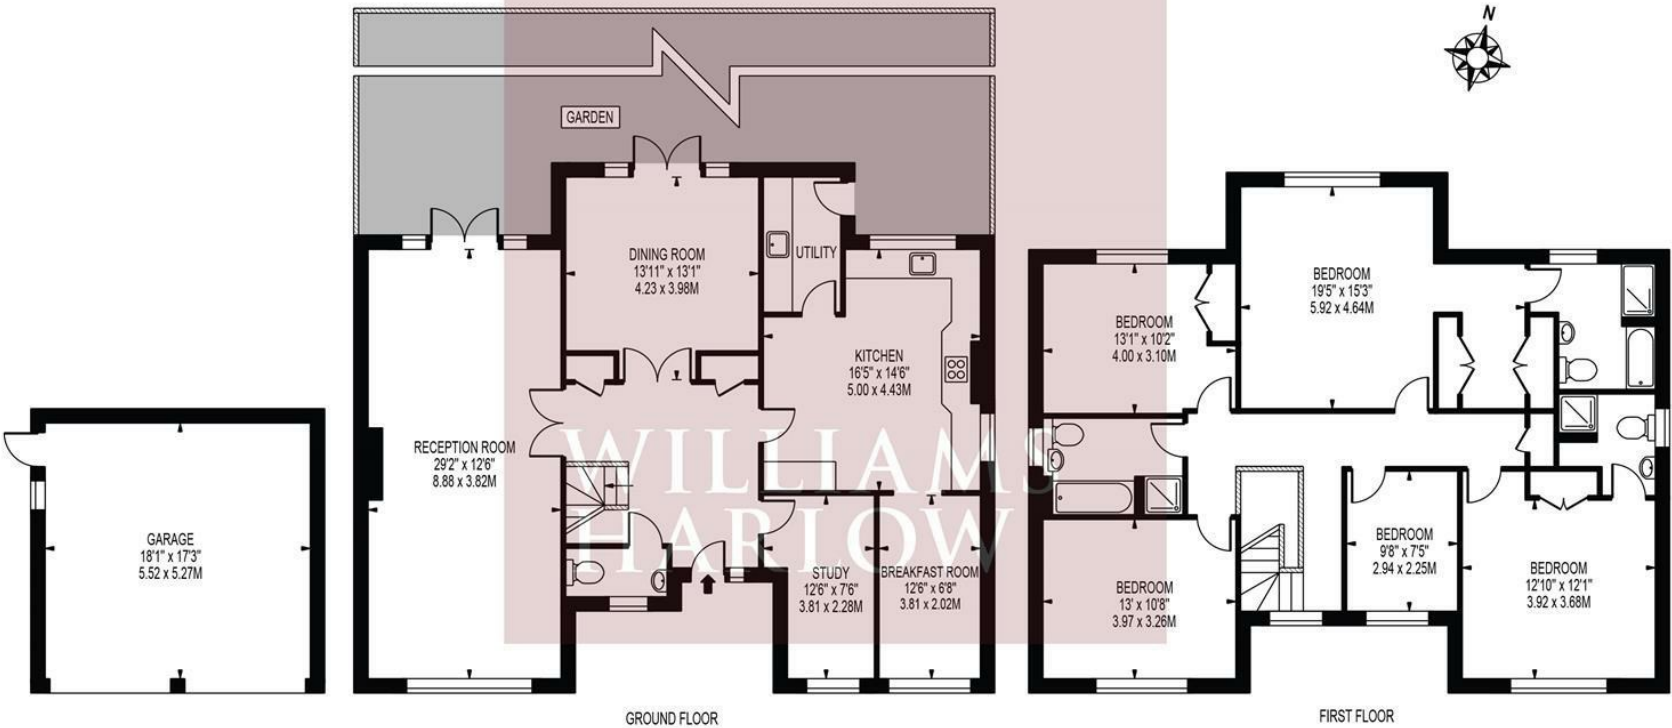 N
GARDEN
DINING ROOM
13'11" x 13'1"
4.23 x 3.98M
UTILITY
KITCHEN
16'5" x 14'6"
5.00 x 4.43M
RECEPTION ROOM
29'2" x 12'6"
8.88 x 3.82M
GARAGE
18'1" x 17'3"
5.52 x 5.27M
STUDY
12'6" x 7'6"
3.81 x 2.28M
BREAKFAST ROOM
12'6" x 6'8"
3.81 x 2.02M
WILLIAMS
HARLOW
GROUND FLOOR
BEDROOM
13'1" x 10'2"
4.00 x 3.10M
BEDROOM
19'5" x 15'3"
5.92 x 4.64M
BEDROOM
13' x 10'8"
3.97 x 3.26M
BEDROOM
9'8" x 7'5"
2.94 x 2.25M
BEDROOM
12'10" x 12'1"
3.92 x 3.68M
FIRST FLOOR